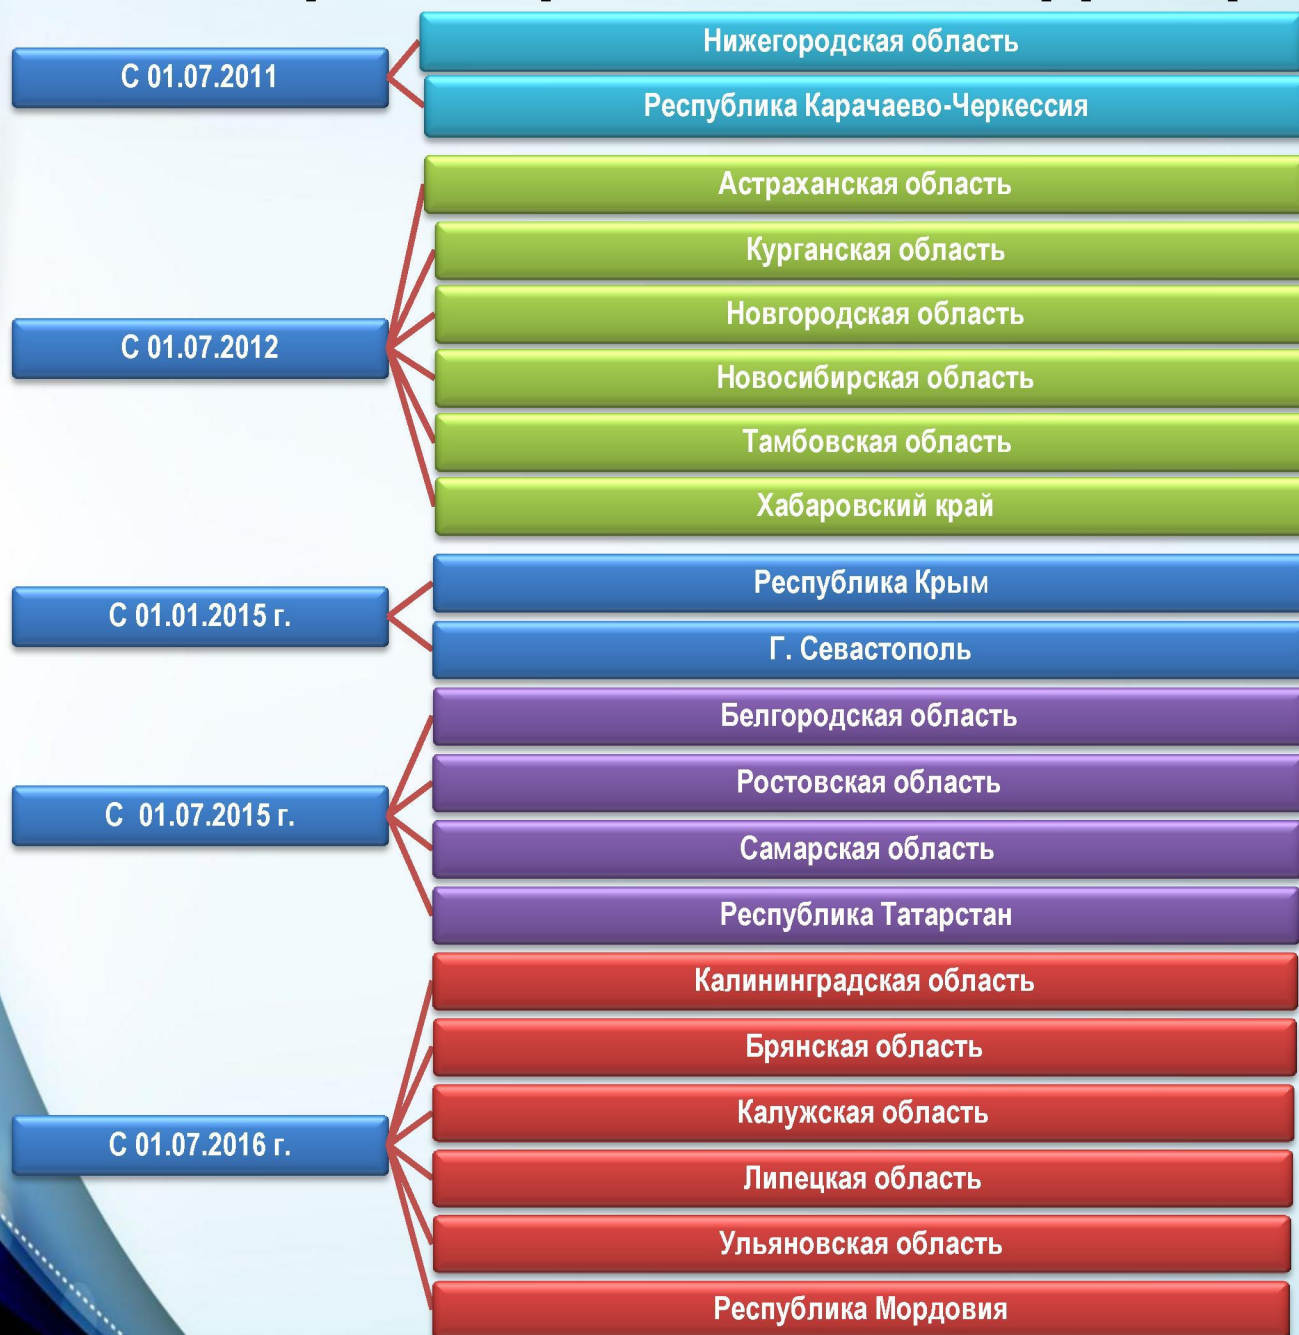 С 01.07.2011
Нижегородская область
Республика Карачаево-Черкессия
С 01.07.2012
Астраханская область
Курганская область
Новгородская область
Новосибирская область
Тамбовская область
Хабаровский край
С 01.01.2015 г.
Республика Крым
Г. Севастополь
С 01.07.2015 г.
Белгородская область
Ростовская область
Самарская область
Республика Татарстан
С 01.07.2016 г.
Калининградская область
Брянская область
Калужская область
Липецкая область
Ульяновская область
Республика Мордовия